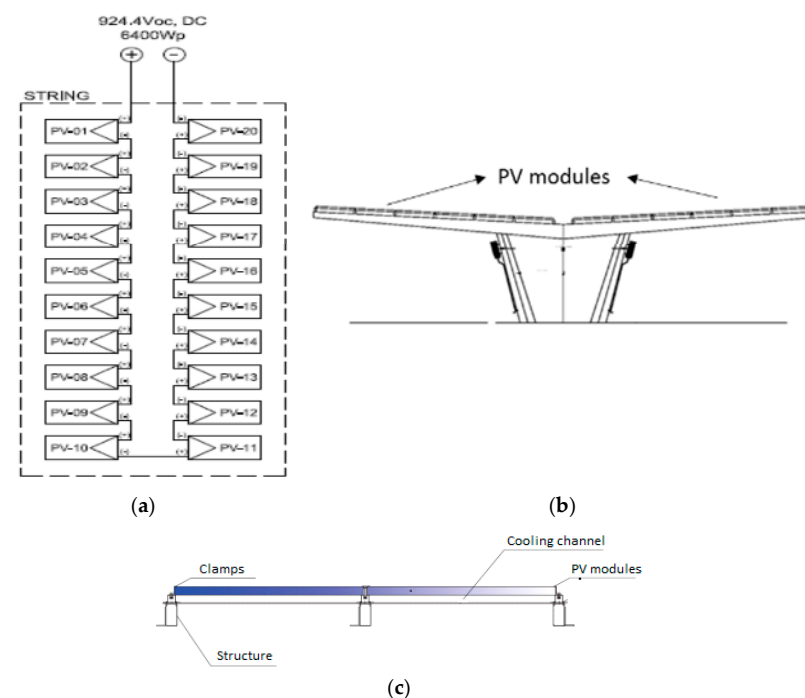 924.4Voc, DC
6400Wp
+ −
STRING
PV-01 (+) (-) PV-20
(-) (+)
PV-02 (+) (-) PV-19
(-) (+)
PV-03 (+) (-) PV-18
(-) (+)
PV-04 (+) (-) PV-17
(-) (+)
PV-05 (+) (-) PV-16
(-) (+)
PV-06 (+) (-) PV-15
(-) (+)
PV-07 (+) (-) PV-14
(-) (+)
PV-08 (+) (-) PV-13
(-) (+)
PV-09 (+) (-) PV-12
(-) (+)
PV-10 (+) (-) PV-11
(-) (+)
(a)
PV modules
(b)
Cooling channel
Clamps
PV modules
Structure
(c)